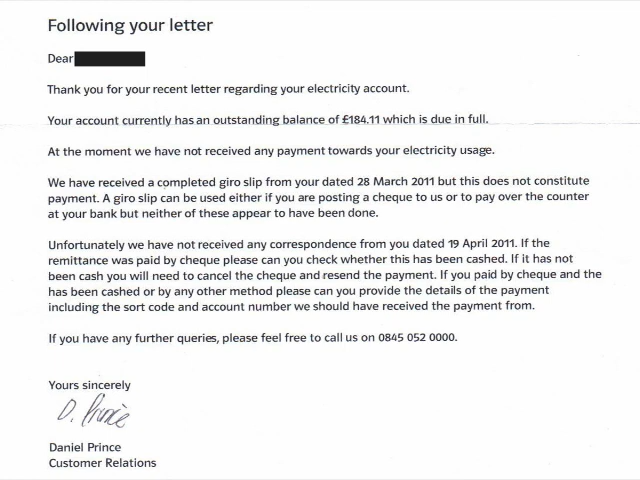 Following your letter
Dear
Thank you for your recent letter regarding your electricity account.
Your account currently has an outstanding balance of £184.11 which is due in full.
At the moment we have not received any payment towards your electricity usage.
We have received a completed giro slip from your dated 28 March 2011 but this does not constitute
payment. A giro slip can be used either if you are posting a cheque to us or to pay over the counter
at your bank but neither of these appear to have been done.
Unfortunately we have not received any correspondence from you dated 19 April 2011. If the
remittance was paid by cheque please can you check whether this has been cashed. If it has not
been cash you will need to cancel the cheque and resend the payment. If you paid by cheque and the
has been cashed or by any other method please can you provide the details of the payment
including the sort code and account number we should have received the payment from.
If you have any further queries, please feel free to call us on 0845 052 0000.
Yours sincerely
D. Prince
Daniel Prince
Customer Relations